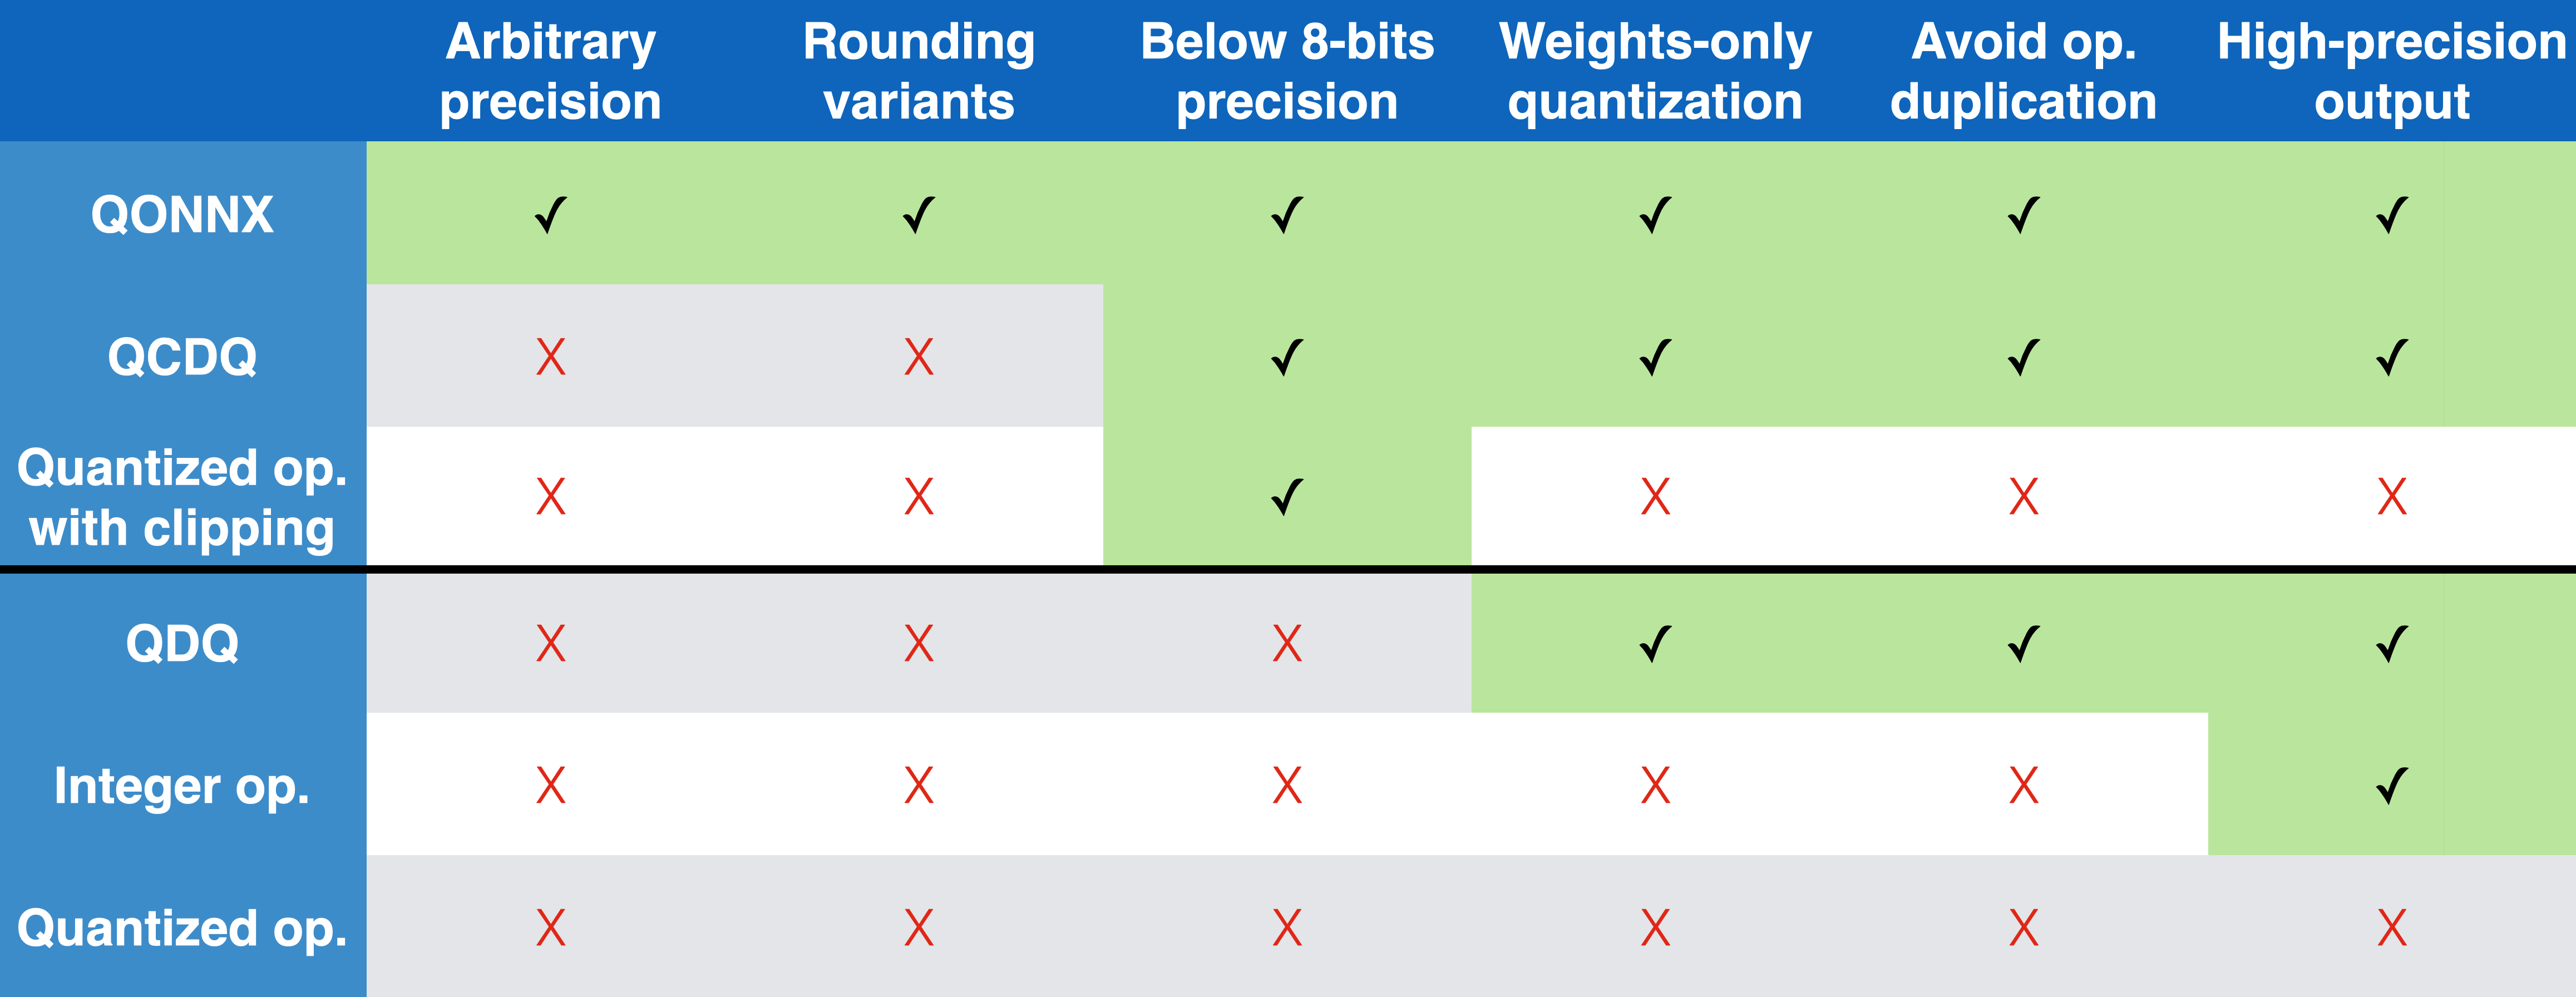 Arbitrary precision Rounding variants Below 8-bits precision Weights-only quantization Avoid op. duplication High-precision output
QONNX ✓ ✓ ✓ ✓ ✓ ✓
QCDQ X X ✓ ✓ ✓ ✓
Quantized op. with clipping X X ✓ X X X
QDQ X X X ✓ ✓ ✓
Integer op. X X X X X ✓
Quantized op. X X X X X X